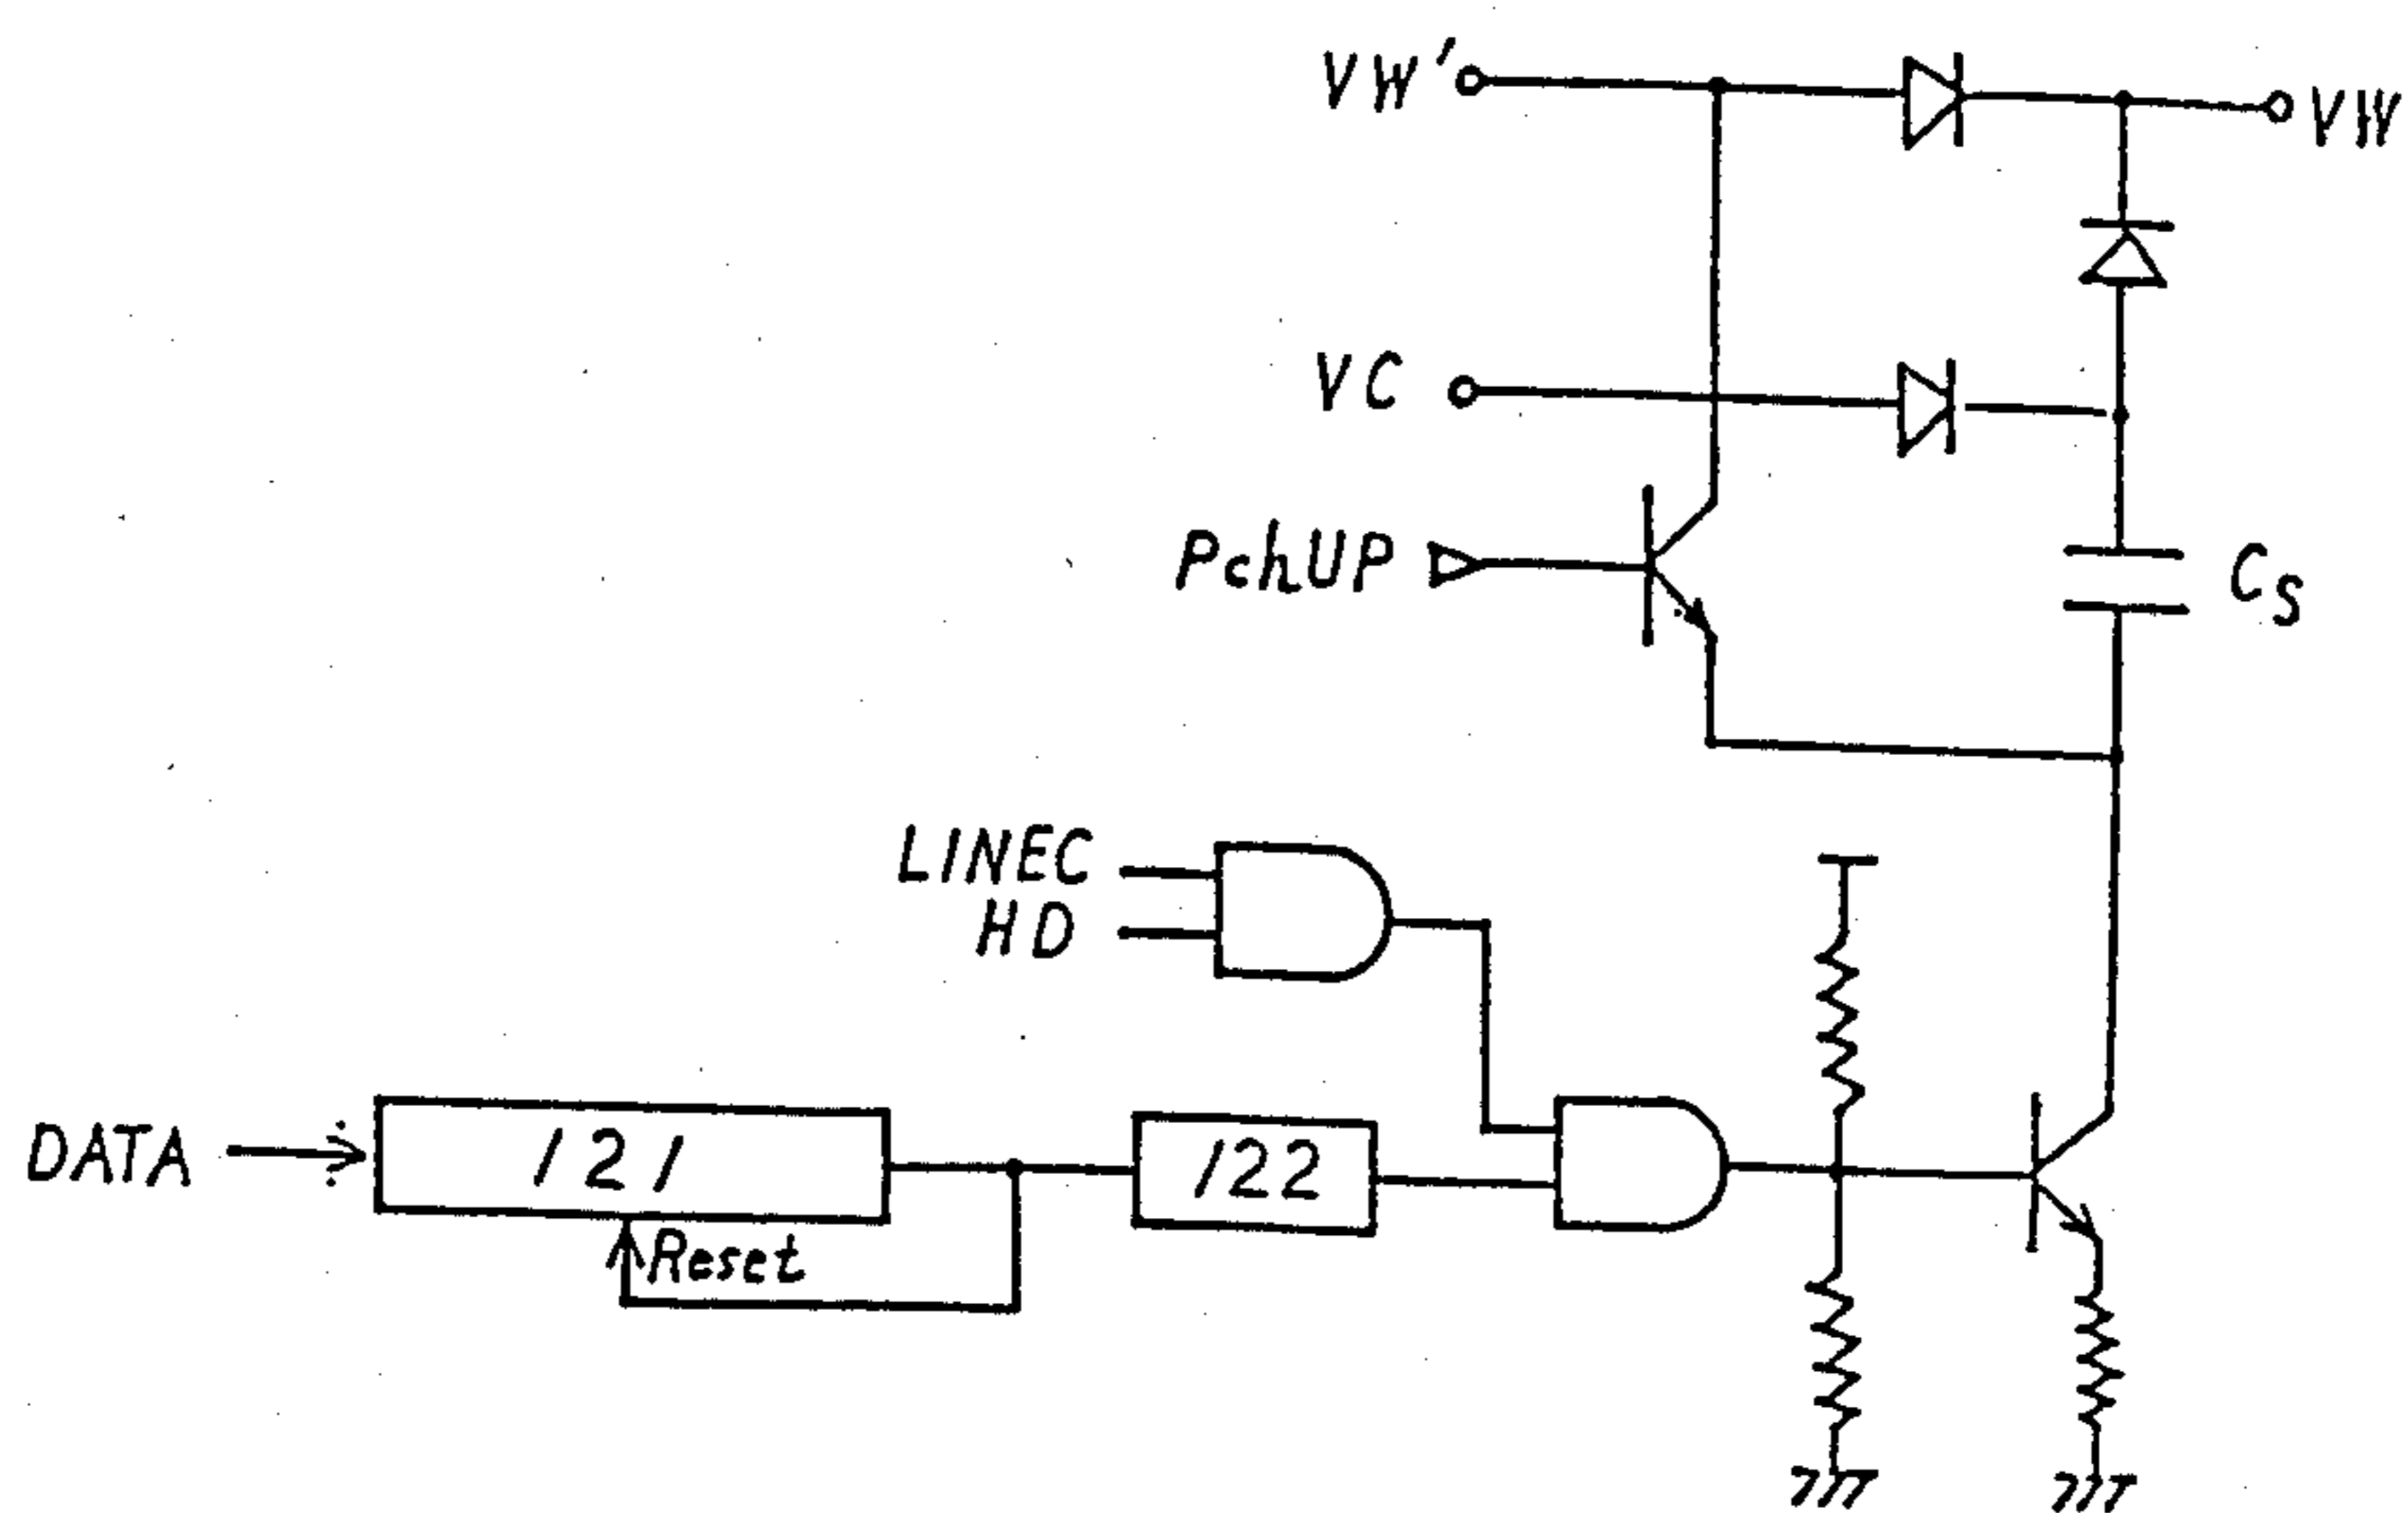 VW'
VW
VC
PchUP
Cs
LINEC
HD
DATA
121
122
Reset